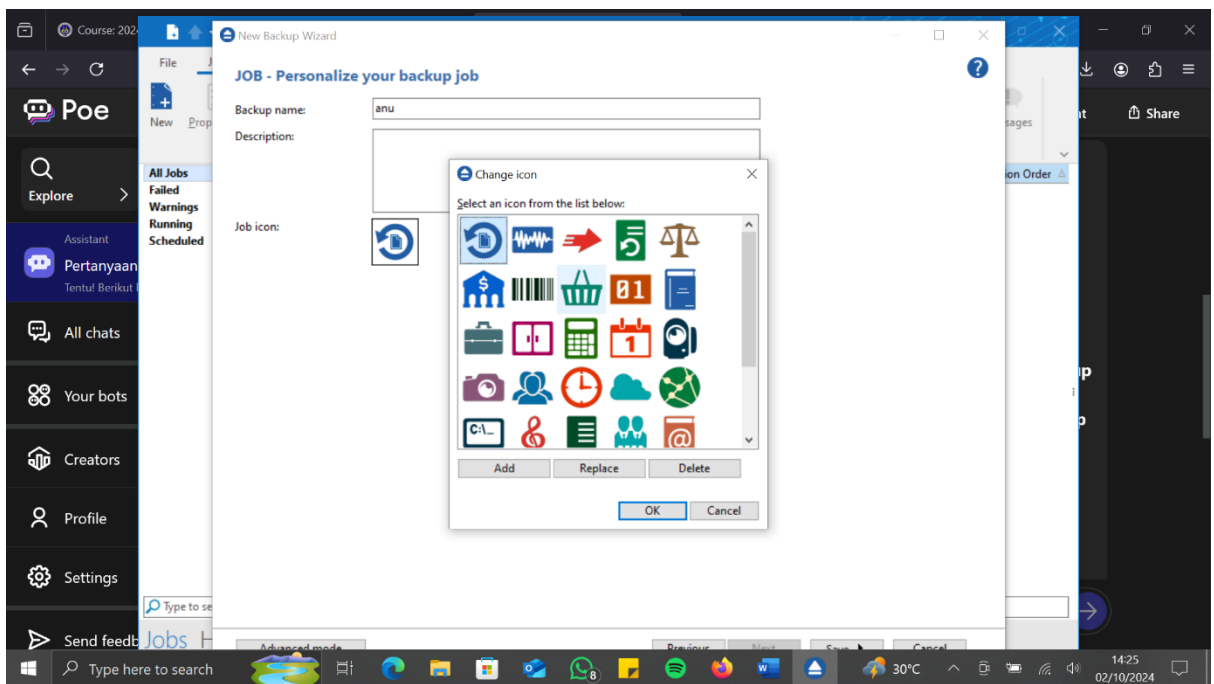 Course: 202
New Backup Wizard
File
JOB - Personalize your backup job
Poe
New Prop
Backup name: anu
sages
Share
Description:
Explore
All Jobs
Failed
Warnings
Running
Scheduled
Change icon
ion Order
Select an icon from the list below:
Job icon:
$
01
1
C:\_
@
Assistant
Pertanyaan
Tentu! Berikut
All chats
Your bots
Creators
Profile
Settings
Send feedb
Add Replace Delete
OK Cancel
Type to se
Jobs H
Advanced mode Previous Next Save Cancel
Type here to search
8
30°C
14:25
02/10/2024